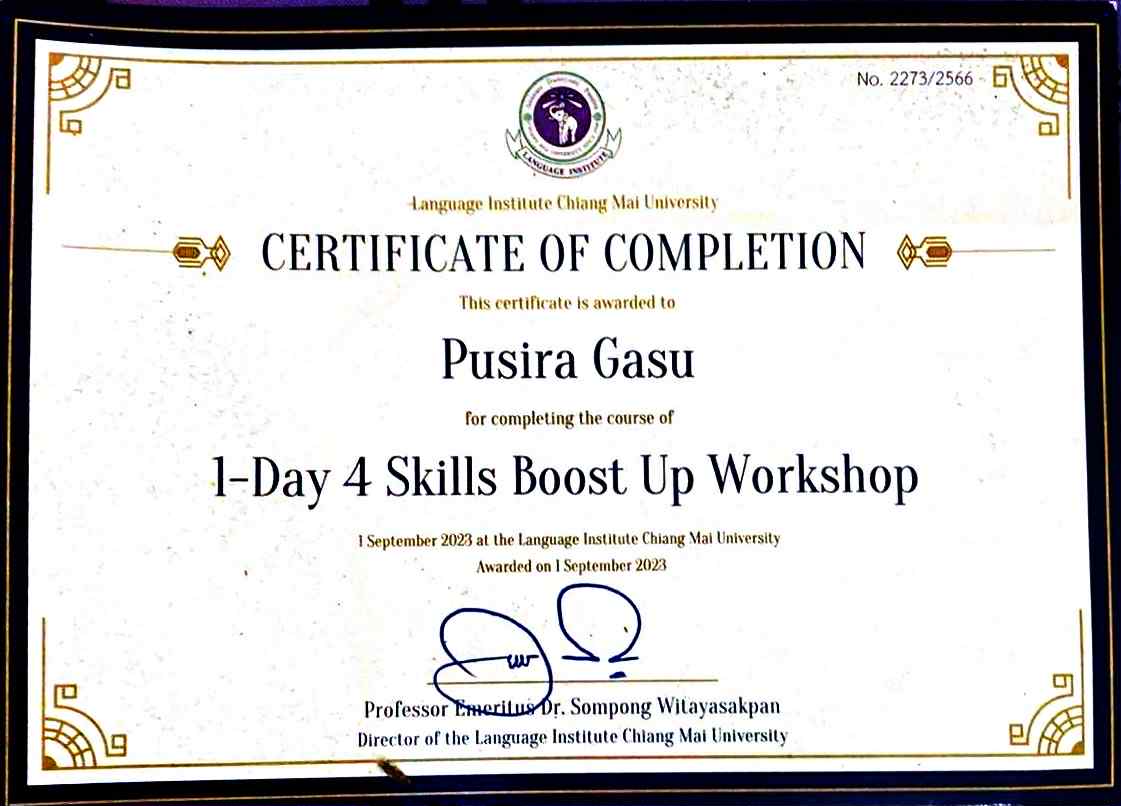 No. 2273/2566
LANGUAGE INSTITUTE
Language Institute Chiang Mai University
CERTIFICATE OF COMPLETION
This certificate is awarded to
Pusira Gasu
for completing the course of
1-Day 4 Skills Boost Up Workshop
1 September 2023 at the Language Institute Chiang Mai University
Awarded on 1 September 2023
Professor Emeritus Dr. Sompong Witayasakpan
Director of the Language Institute Chiang Mai University